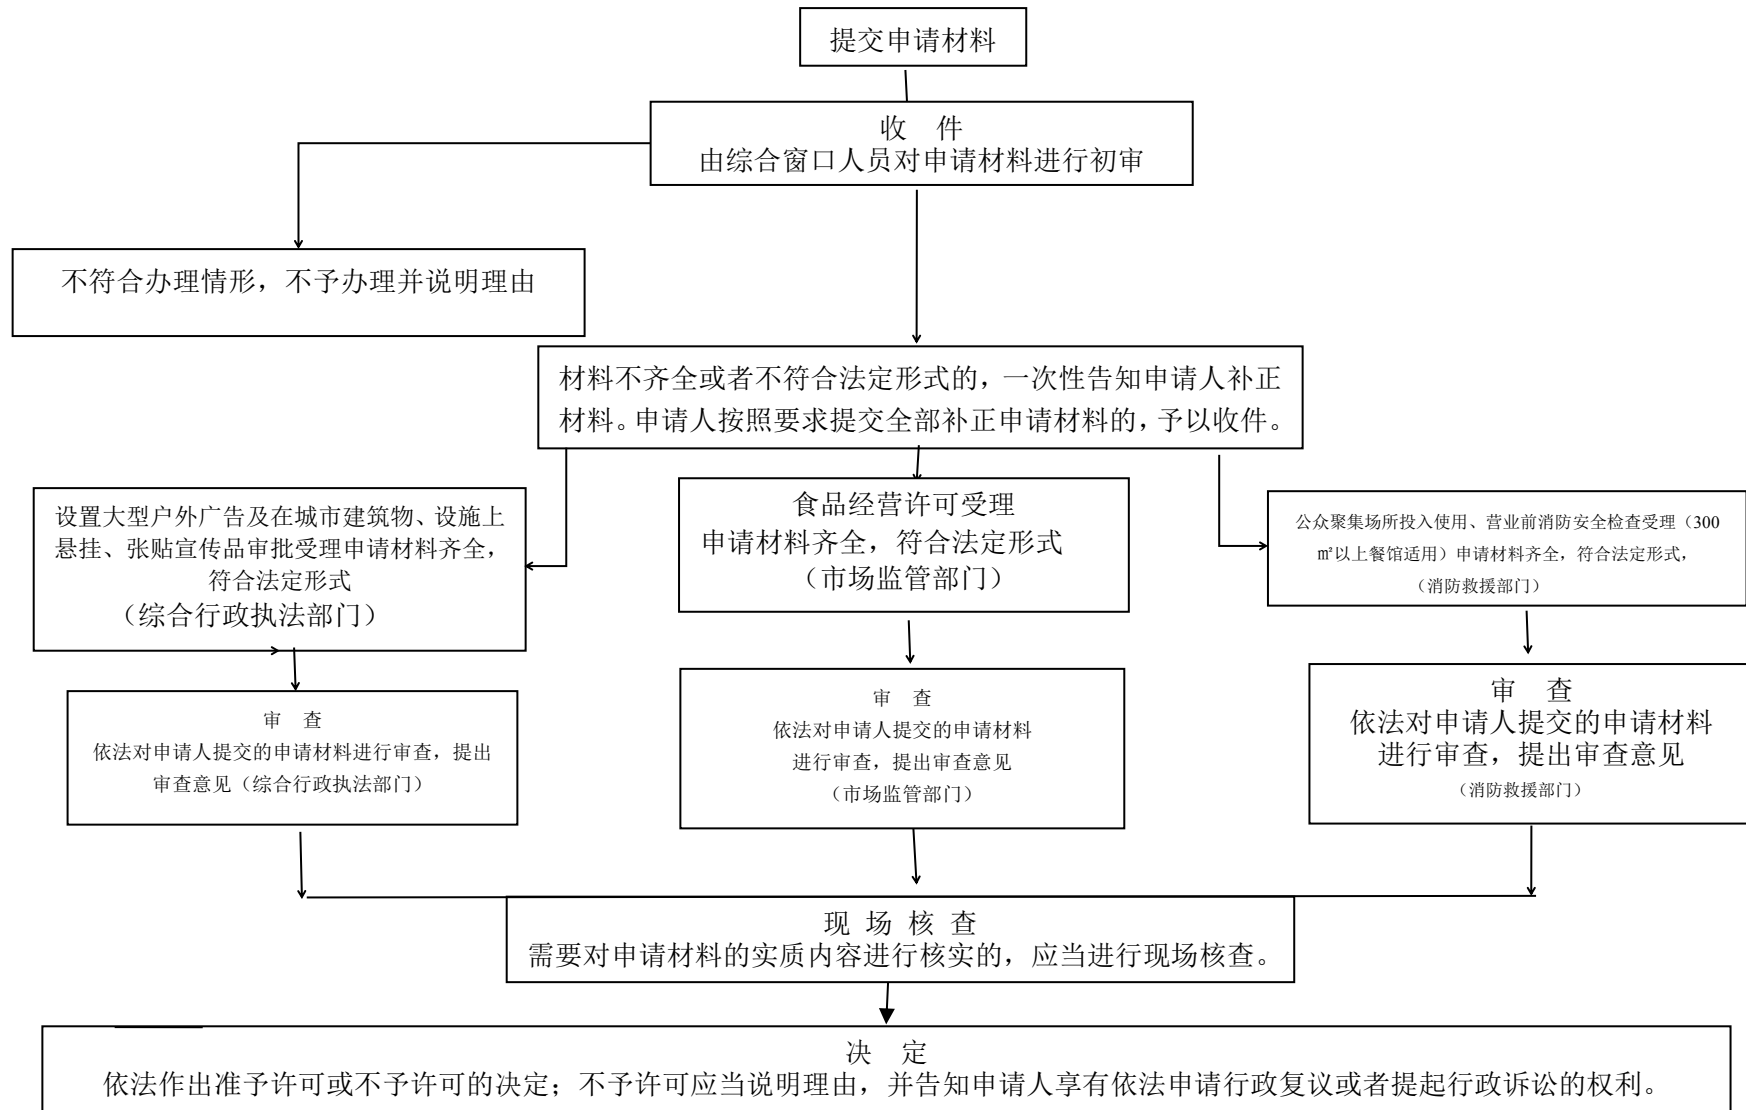 提交申请材料
收 件
由综合窗口人员对申请材料进行初审
不符合办理情形，不予办理并说明理由
材料不齐全或者不符合法定形式的，一次性告知申请人补正
材料。申请人按照要求提交全部补正申请材料的，予以收件。
设置大型户外广告及在城市建筑物、设施上
悬挂、张贴宣传品审批受理申请材料齐全，
符合法定形式
（综合行政执法部门）
食品经营许可受理
申请材料齐全，符合法定形式
（市场监管部门）
公众聚集场所投入使用、营业前消防安全检查受理（300
㎡以上餐馆适用）申请材料齐全，符合法定形式，
（消防救援部门）
审 查
依法对申请人提交的申请材料进行审查，提出
审查意见（综合行政执法部门）
审 查
依法对申请人提交的申请材料
进行审查，提出审查意见
（市场监管部门）
审 查
依法对申请人提交的申请材料
进行审查，提出审查意见
（消防救援部门）
现 场 核 查
需要对申请材料的实质内容进行核实的，应当进行现场核查。
决 定
依法作出准予许可或不予许可的决定；不予许可应当说明理由，并告知申请人享有依法申请行政复议或者提起行政诉讼的权利。